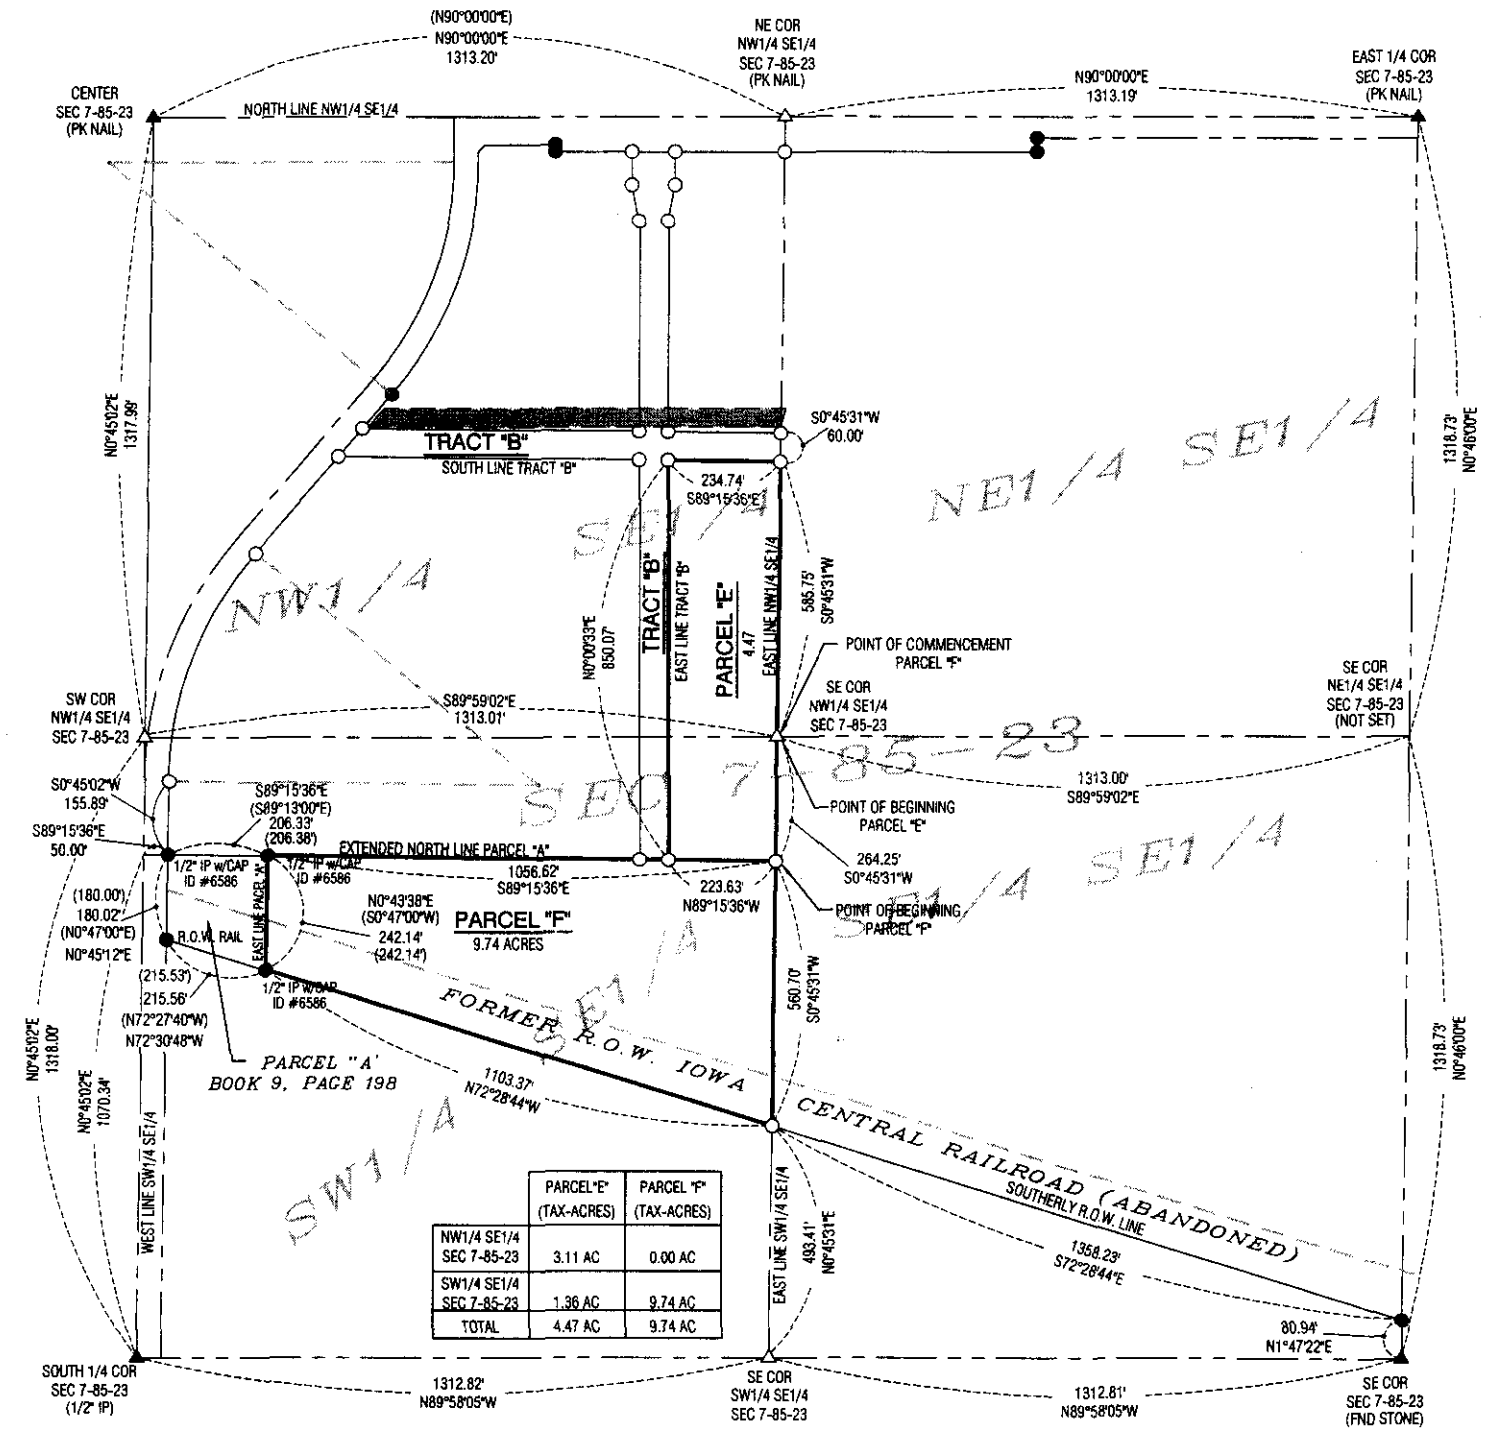 (N90°00'00"E)
N90°00'00"E
1313.20'
NE COR
NW1/4 SE1/4
SEC 7-85-23
(PK NAIL)
EAST 1/4 COR
SEC 7-85-23
(PK NAIL)
N90°00'00"E
1313.19'
CENTER
SEC 7-85-23
(PK NAIL)
NORTH LINE NW1/4 SE1/4
N0°45'02"E
1317.99'
TRACT "B"
SOUTH LINE TRACT "B"
S0°45'31"W
60.00'
234.74'
S89°15'36"E
1318.73'
N0°46'00"E
NW1/4 SE1/4
NE1/4 SE1/4
TRACT "B"
EAST LINE TRACT "B"
PARCEL "E"
4.47
EAST LINE NW1/4 SE1/4
585.75'
S0°45'31"W
N0°00'33"E
850.07'
POINT OF COMMENCEMENT
PARCEL "F"
SE COR
NW1/4 SE1/4
SEC 7-85-23
SE COR
NE1/4 SE1/4
SEC 7-85-23
(NOT SET)
SW COR
NW1/4 SE1/4
SEC 7-85-23
S89°59'02"E
1313.01'
SEC 7-85-23
1313.00'
S89°59'02"E
S0°45'02"W
155.89'
S89°15'36"E
50.00'
S89°15'36"E
(S89°13'00"E)
206.33'
(206.38')
POINT OF BEGINNING
PARCEL "E"
EXTENDED NORTH LINE PARCEL "A"
1056.62'
S89°15'36"E
1/2" IP w/CAP
ID #6586
1/2" IP w/CAP
ID #6586
264.25'
S0°45'31"W
223.63'
N89°15'36"W
POINT OF BEGINNING
PARCEL "F"
SE1/4 SE1/4
(180.00')
180.02'
(N0°47'00"E)
N0°45'12"E
EAST LINE PACEL "A"
N0°43'38"E
(S0°47'00"W)
242.14'
(242.14')
PARCEL "F"
9.74 ACRES
R.O.W. RAIL
(215.53')
215.56'
(N72°27'40"W)
N72°30'48"W
1/2" IP w/CAP
ID #6586
560.70'
S0°45'31"W
FORMER R.O.W. IOWA CENTRAL RAILROAD (ABANDONED)
SOUTHERLY R.O.W. LINE
PARCEL "A'
BOOK 9, PAGE 198
1103.37'
N72°28'44"W
N0°45'02"E
1318.00'
N0°45'02"E
1070.34'
WEST LINE SW1/4 SE1/4
SW1/4 SE1/4
1318.73'
N0°46'00"E
PARCEL"E" PARCEL "F"
(TAX-ACRES) (TAX-ACRES)
NW1/4 SE1/4
SEC 7-85-23 3.11 AC 0.00 AC
SW1/4 SE1/4
SEC 7-85-23 1.36 AC 9.74 AC
TOTAL 4.47 AC 9.74 AC
EAST LINE SW1/4 SE1/4
493.41'
N0°45'31"E
1358.23'
S72°28'44"E
80.94'
N1°47'22"E
SOUTH 1/4 COR
SEC 7-85-23
(1/2" IP)
1312.82'
N89°58'05"W
SE COR
SW1/4 SE1/4
SEC 7-85-23
1312.81'
N89°58'05"W
SE COR
SEC 7-85-23
(FND STONE)